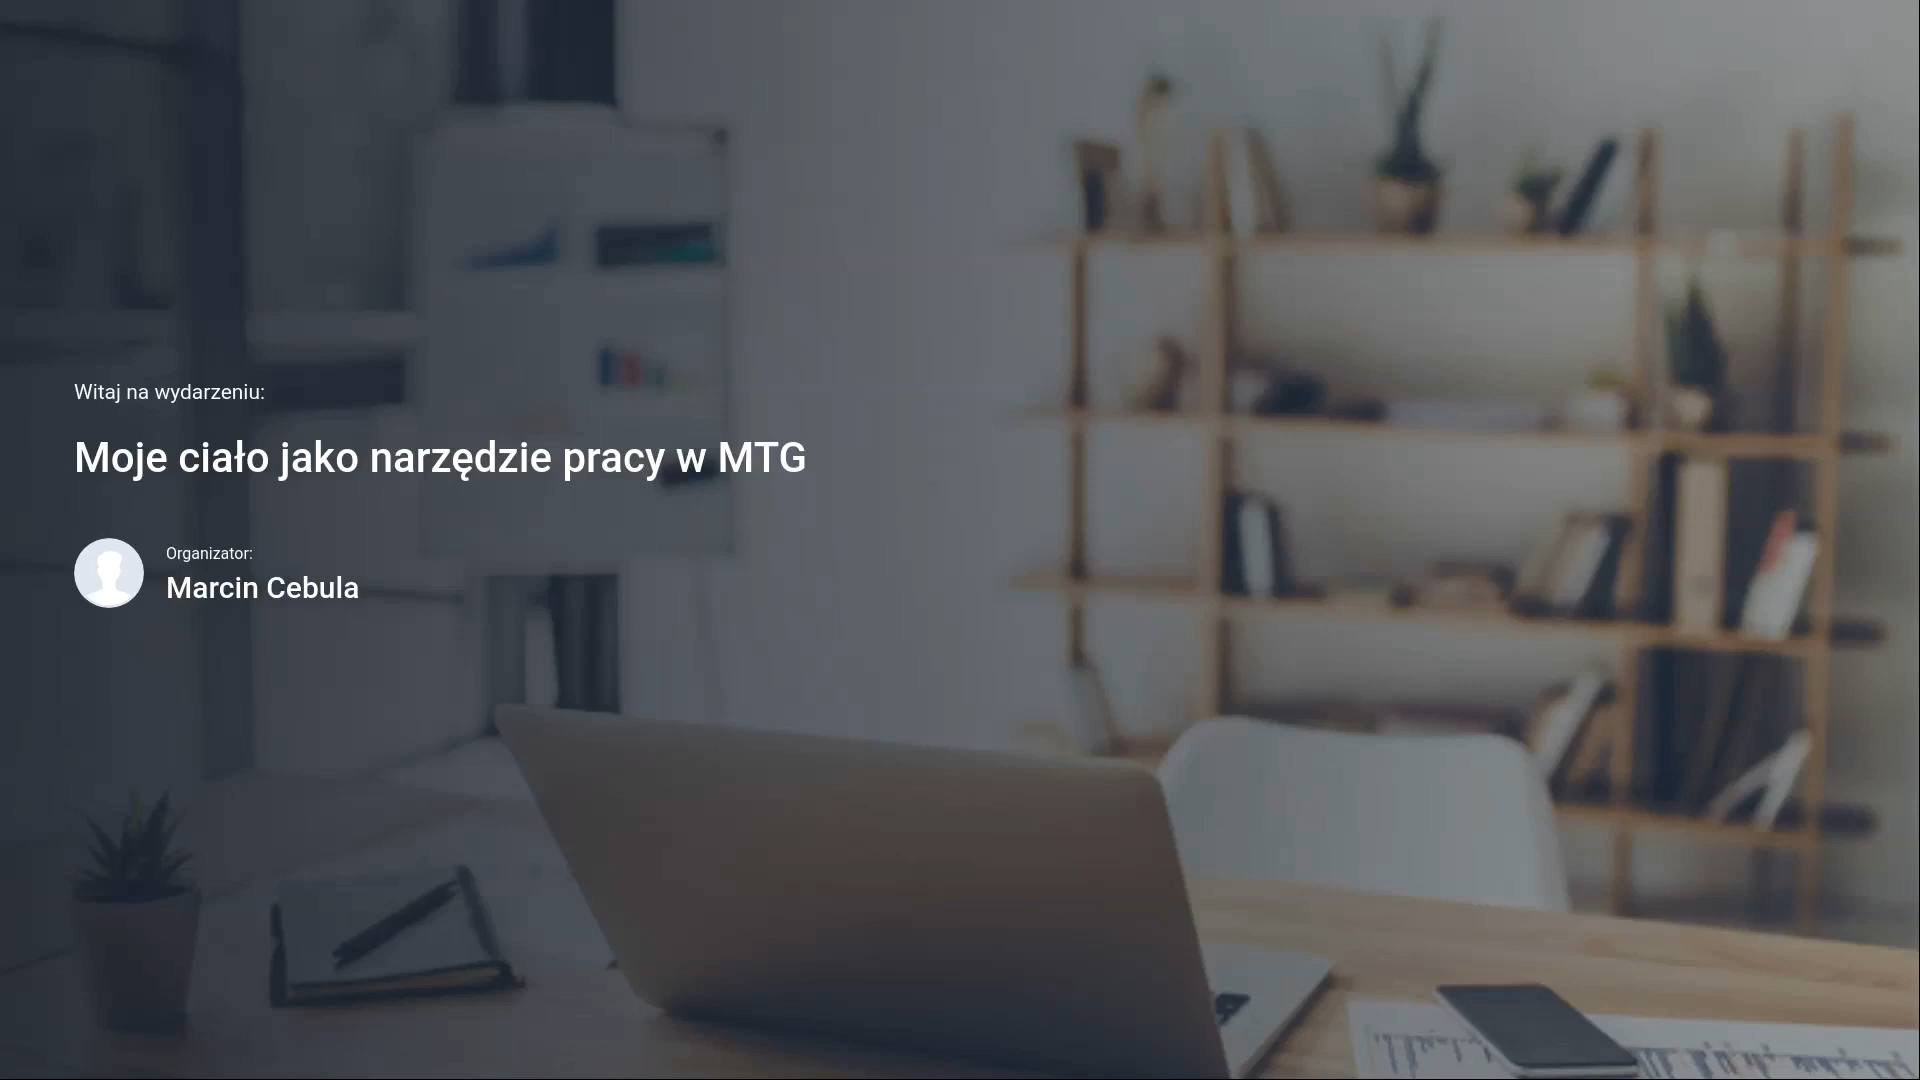 Witaj na wydarzeniu:
Moje ciało jako narzędzie pracy w MTG
Organizator:
Marcin Cebula